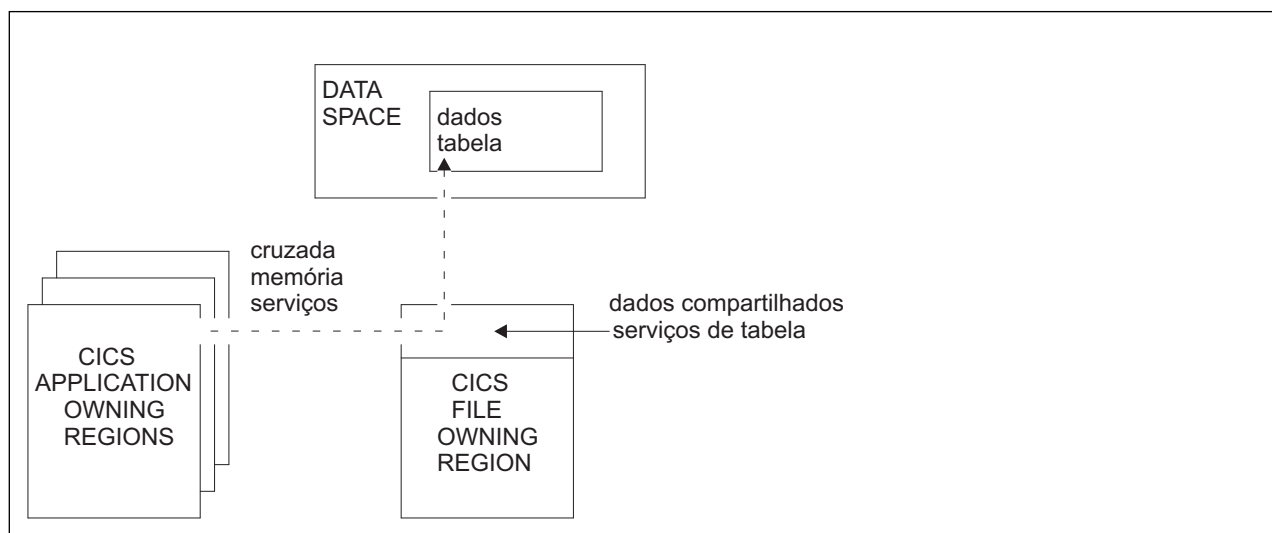 DATA
SPACE
dados
tabela
cruzada
memória
serviços
dados compartilhados
serviços de tabela
CICS
APPLICATION
OWNING
REGIONS
CICS
FILE
OWNING
REGION